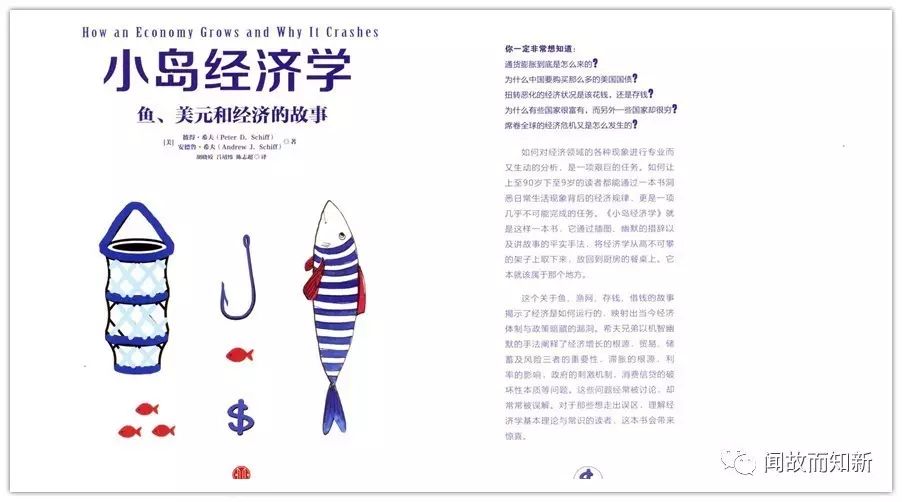 How an Economy Grows and Why It Crashes
小岛经济学
鱼、美元和经济的故事
[美] 彼得·希夫(Peter D. Schiff)
安德鲁·希夫(Andrew J. Schiff) ◎著
胡晓姣 吕靖纬 陈志超◎译
你一定非常想知道:
通货膨胀到底是怎么来的?
为什么中国要购买那么多的美国国债?
扭转恶化的经济状况是该花钱,还是存钱?
为什么有些国家很富有,而另外一些国家却很穷?
席卷全球的经济危机又是怎么发生的?
如何对经济领域的各种现象进行专业而
又生动的分析,是一项艰巨的任务。如何让
上至90岁下至9岁的读者都能通过一本书洞
悉日常生活现象背后的经济规律,更是一项
几乎不可能完成的任务。《小岛经济学》就
是这样一本书,它通过插图、幽默的措辞以
及讲故事的平实手法,将经济学从高不可攀
的架子上取下来,放回到厨房的餐桌上。它
本就该属于那个地方。
这个关于鱼、渔网、存钱、借钱的故事
揭示了经济是如何运行的,映射出当今经济
体制与政策暗藏的漏洞。希夫兄弟以机智幽
默的手法阐释了经济增长的根源,贸易、储
蓄及风险三者的重要性,滞胀的根源,利
率的影响,政府的刺激机制,消费信贷的破
坏性本质等问题。这些问题经常被讨论,却
常常被误解。对于那些想走出误区,理解经
济学基本理论与常识的读者,这本书会带来
惊喜。
$
闻故而知新